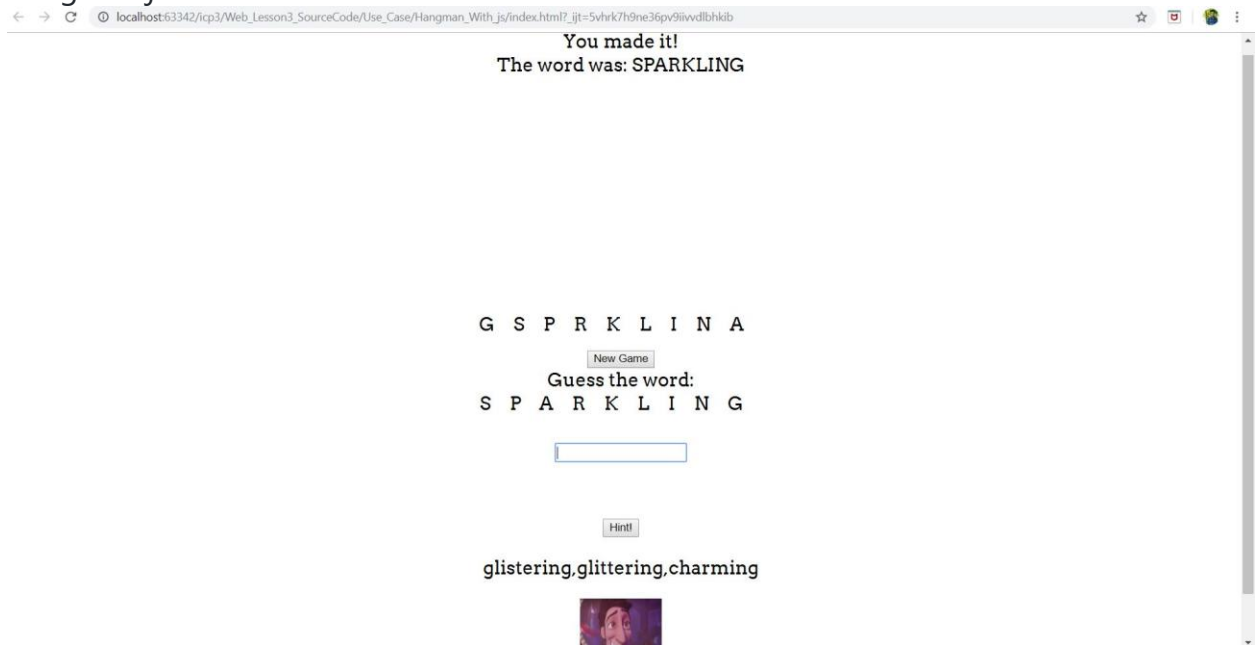 localhost:63342/icp3/Web_Lesson3_SourceCode/Use_Case/Hangman_With_js/index.html?_ijt=5vhrk7h9ne36pv9iivvdlbhkib
You made it!
The word was: SPARKLING
G S P R K L I N A
New Game
Guess the word:
S P A R K L I N G
Hint!
glistering,glittering,charming